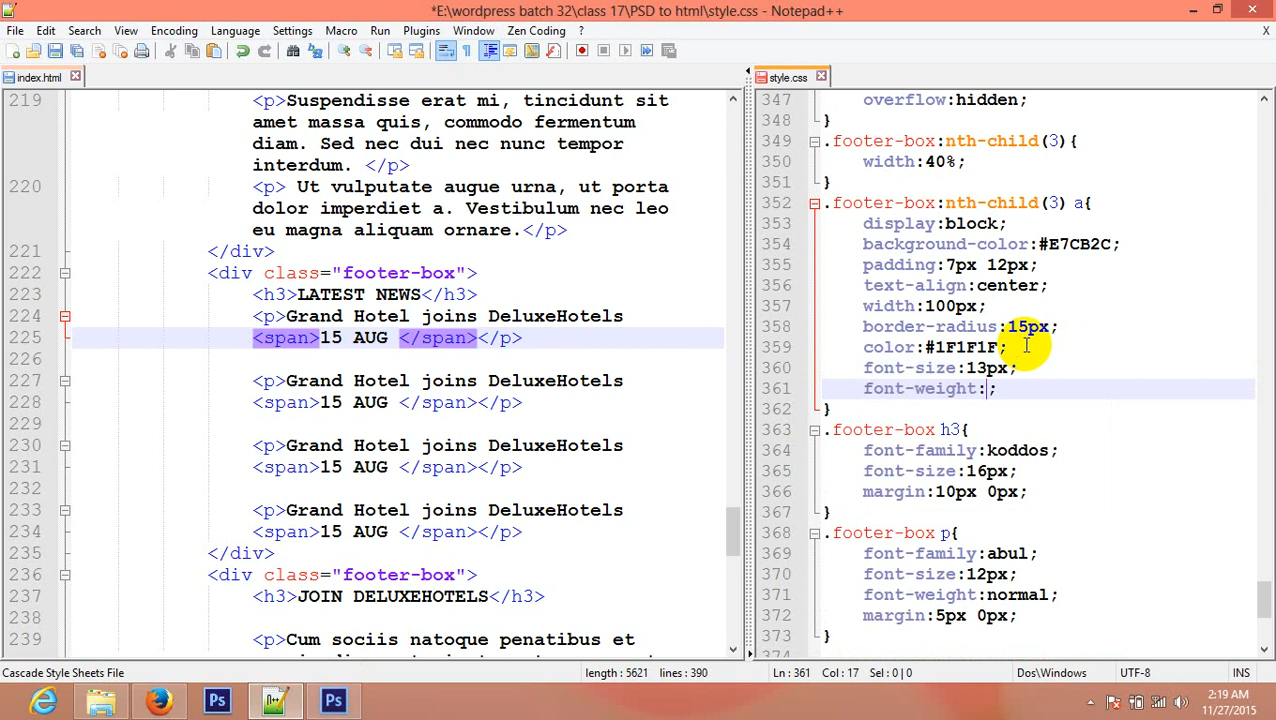 *E:\wordpress batch 32\class 17\PSD to html\style.css - Notepad++
File Edit Search View Encoding Language Settings Macro Run Plugins Window Zen Coding ? X
index.html
219 <p>Suspendisse erat mi, tincidunt sit
amet massa quis, commodo fermentum
diam. Sed nec dui nec nunc tempor
interdum. </p>
220 <p> Ut vulputate augue urna, ut porta
dolor imperdiet a. Vestibulum nec leo
eu magna aliquam ornare.</p>
221 </div>
222 <div class="footer-box">
223 <h3>LATEST NEWS</h3>
224 <p>Grand Hotel joins DeluxeHotels
225 <span>15 AUG </span></p>
226
227 <p>Grand Hotel joins DeluxeHotels
228 <span>15 AUG </span></p>
229
230 <p>Grand Hotel joins DeluxeHotels
231 <span>15 AUG </span></p>
232
233 <p>Grand Hotel joins DeluxeHotels
234 <span>15 AUG </span></p>
235 </div>
236 <div class="footer-box">
237 <h3>JOIN DELUXEHOTELS</h3>
238
239 <p>Cum sociis natoque penatibus et
style.css
347 overflow:hidden;
348 }
349 .footer-box:nth-child(3){
350 width:40%;
351 }
352 .footer-box:nth-child(3) a{
353 display:block;
354 background-color:#E7CB2C;
355 padding:7px 12px;
356 text-align:center;
357 width:100px;
358 border-radius:15px;
359 color:#1F1F1F;
360 font-size:13px;
361 font-weight:;
362 }
363 .footer-box h3{
364 font-family:koddos;
365 font-size:16px;
366 margin:10px 0px;
367 }
368 .footer-box p{
369 font-family:abul;
370 font-size:12px;
371 font-weight:normal;
372 margin:5px 0px;
373 }
Cascade Style Sheets File length : 5621 lines : 390 Ln : 361 Col : 17 Sel : 0 | 0 Dos\Windows UTF-8 INS
Ps Ps 2:19 AM
11/27/2015